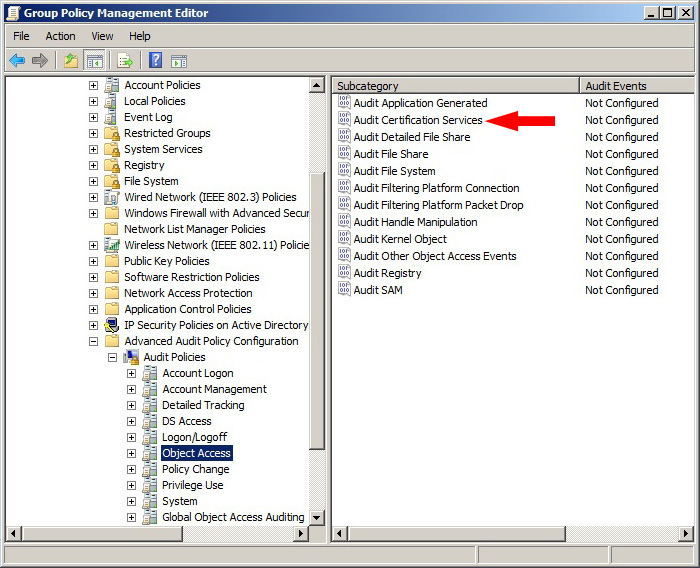 Group Policy Management Editor
File Action View Help
Account Policies
Local Policies
Event Log
Restricted Groups
System Services
Registry
File System
Wired Network (IEEE 802.3) Policies
Windows Firewall with Advanced Secur
Network List Manager Policies
Wireless Network (IEEE 802.11) Policie
Public Key Policies
Software Restriction Policies
Network Access Protection
Application Control Policies
IP Security Policies on Active Directory
Advanced Audit Policy Configuration
Audit Policies
Account Logon
Account Management
Detailed Tracking
DS Access
Logon/Logoff
Object Access
Policy Change
Privilege Use
System
Global Object Access Auditing
Subcategory Audit Events
Audit Application Generated Not Configured
Audit Certification Services Not Configured
Audit Detailed File Share Not Configured
Audit File Share Not Configured
Audit File System Not Configured
Audit Filtering Platform Connection Not Configured
Audit Filtering Platform Packet Drop Not Configured
Audit Handle Manipulation Not Configured
Audit Kernel Object Not Configured
Audit Other Object Access Events Not Configured
Audit Registry Not Configured
Audit SAM Not Configured